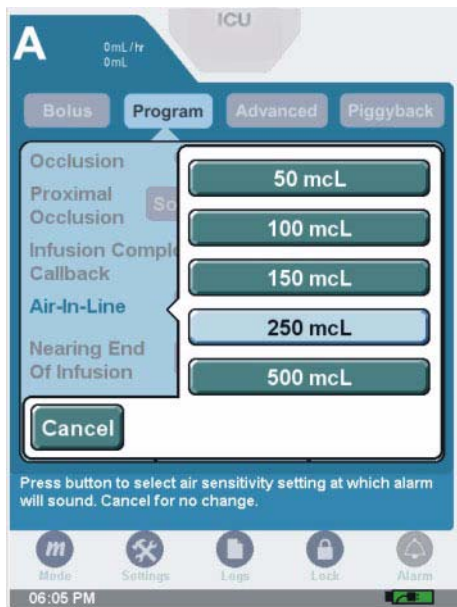 ICU
A
0mL/hr
0mL
Bolus Program Advanced Piggyback
Occlusion
Proximal
Occlusion
So
Infusion Comple
Callback
Air-In-Line
Nearing End
Of Infusion
50 mcL
100 mcL
150 mcL
250 mcL
500 mcL
Cancel
Press button to select air sensitivity setting at which alarm
will sound. Cancel for no change.
m
Mode Settings Logs Lock Alarm
06:05 PM